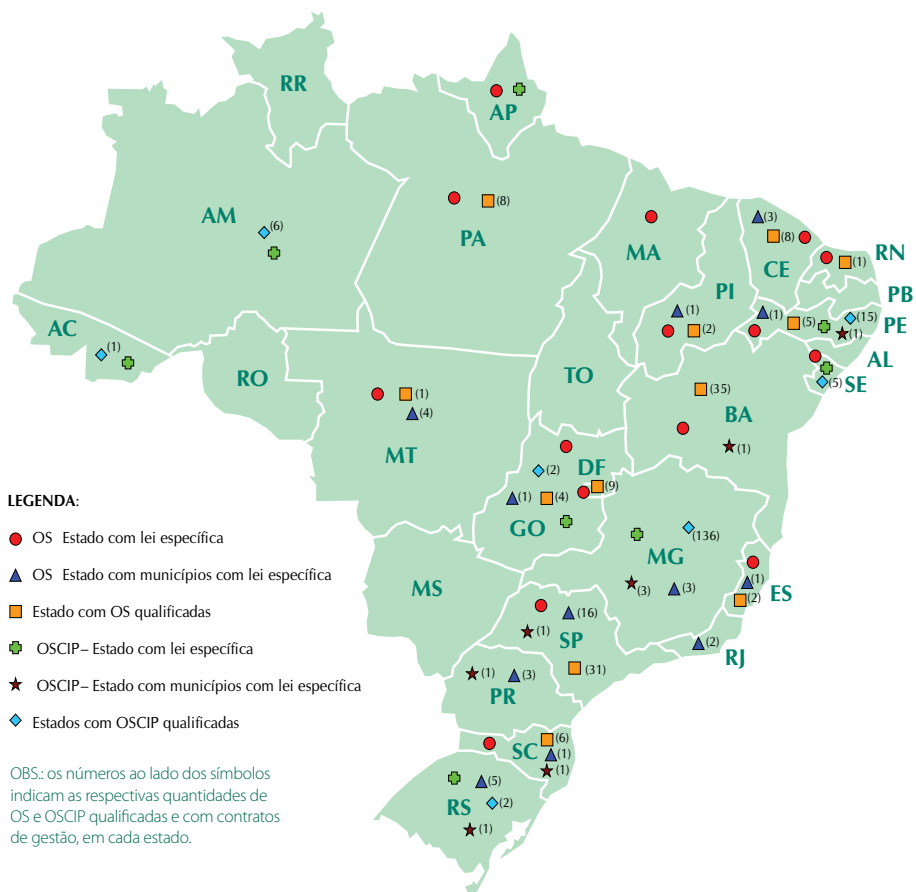 RR
AP
AM
(6)
PA
(8)
MA
(3)
(8)
CE
RN
(1)
PB
PI
(1)
(2)
(1)
(5)
(15)
(1)
PE
AL
(5)
SE
AC
(1)
RO
TO
(35)
BA
(1)
(1)
(4)
MT
(2)
DF
(9)
(1)
(4)
GO
(136)
MG
(3)
(3)
(1)
(2)
ES
MS
(16)
(1)
SP
(31)
(2)
RJ
(1)
(3)
PR
(6)
SC
(1)
(1)
(5)
RS
(2)
(1)
LEGENDA:
OS Estado com lei específica
OS Estado com municípios com lei específica
Estado com OS qualificadas
OSCIP– Estado com lei específica
OSCIP– Estado com municípios com lei específica
Estados com OSCIP qualificadas
OBS.: os números ao lado dos símbolos
indicam as respectivas quantidades de
OS e OSCIP qualificadas e com contratos
de gestão, em cada estado.